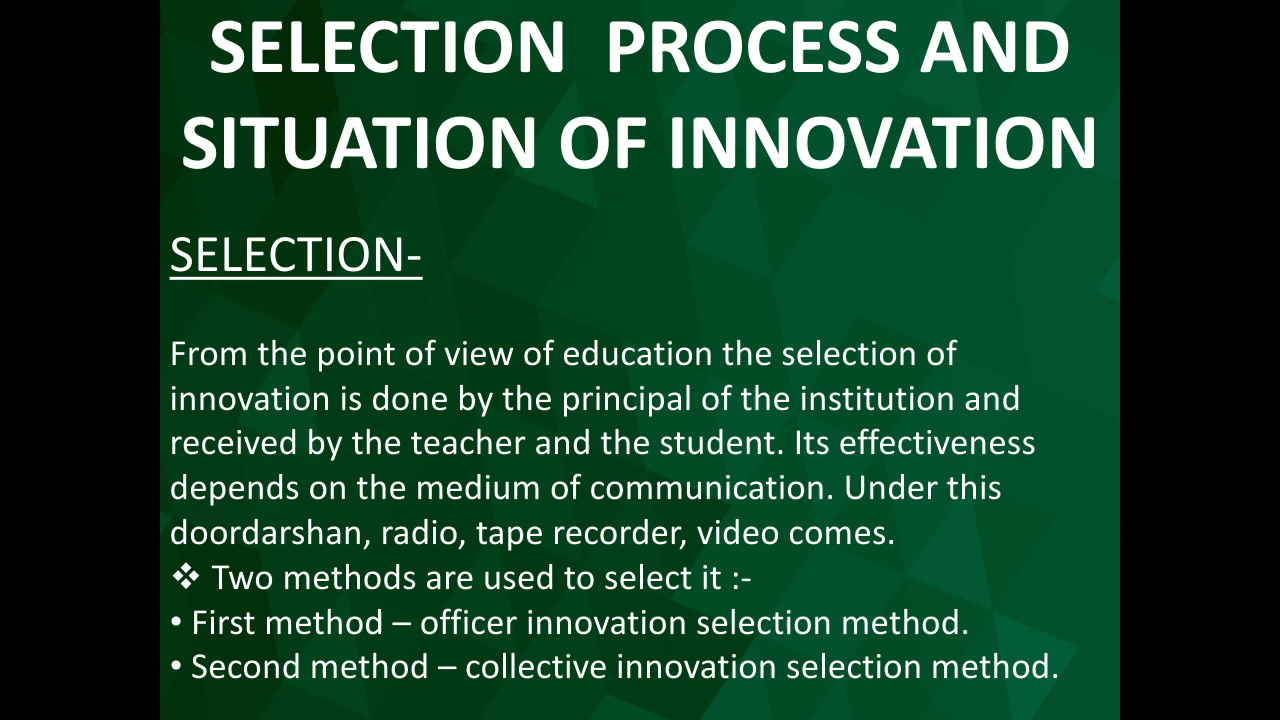 SELECTION  PROCESS AND
SITUATION OF INNOVATION
SELECTION-
From the point of view of education the selection of
innovation is done by the principal of the institution and
received by the teacher and the student. Its effectiveness
depends on the medium of communication. Under this
doordarshan, radio, tape recorder, video comes.
❖ Two methods are used to select it :-
• First method – officer innovation selection method.
• Second method – collective innovation selection method.